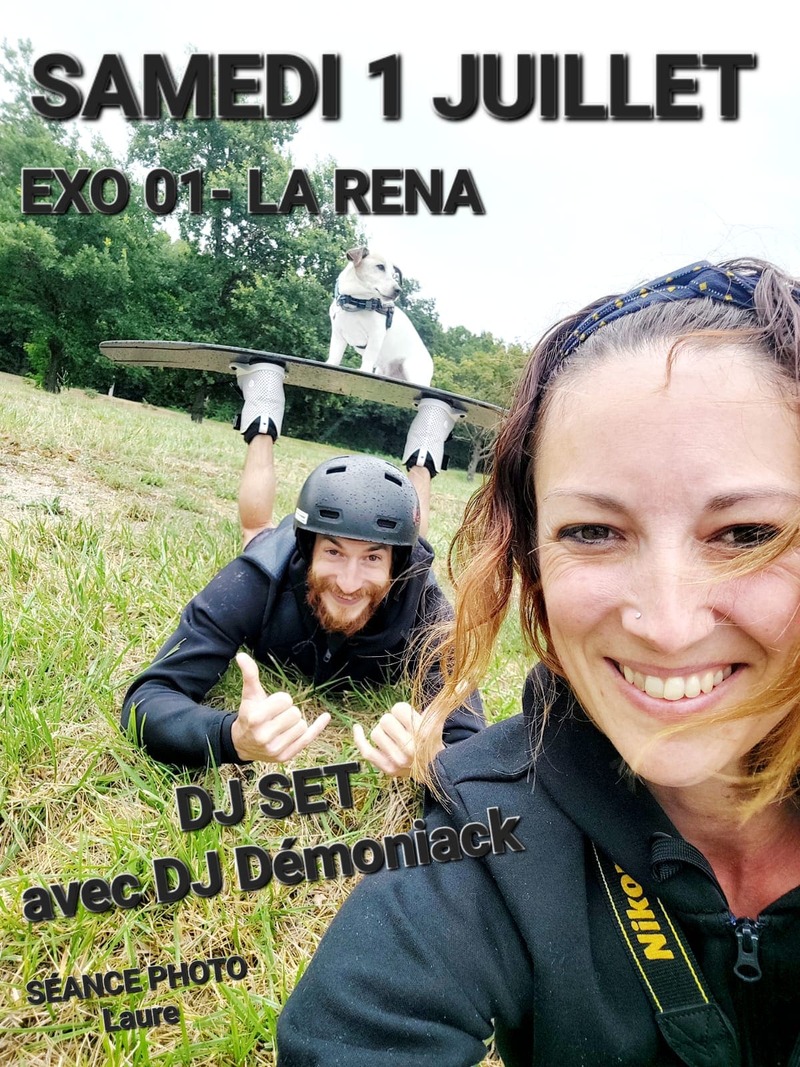 SAMEDI 1 JUILLET
EXO 01- LA RENA
DJ SET
avec DJ Démoniack
SÉANCE PHOTO
Laure
Nikon